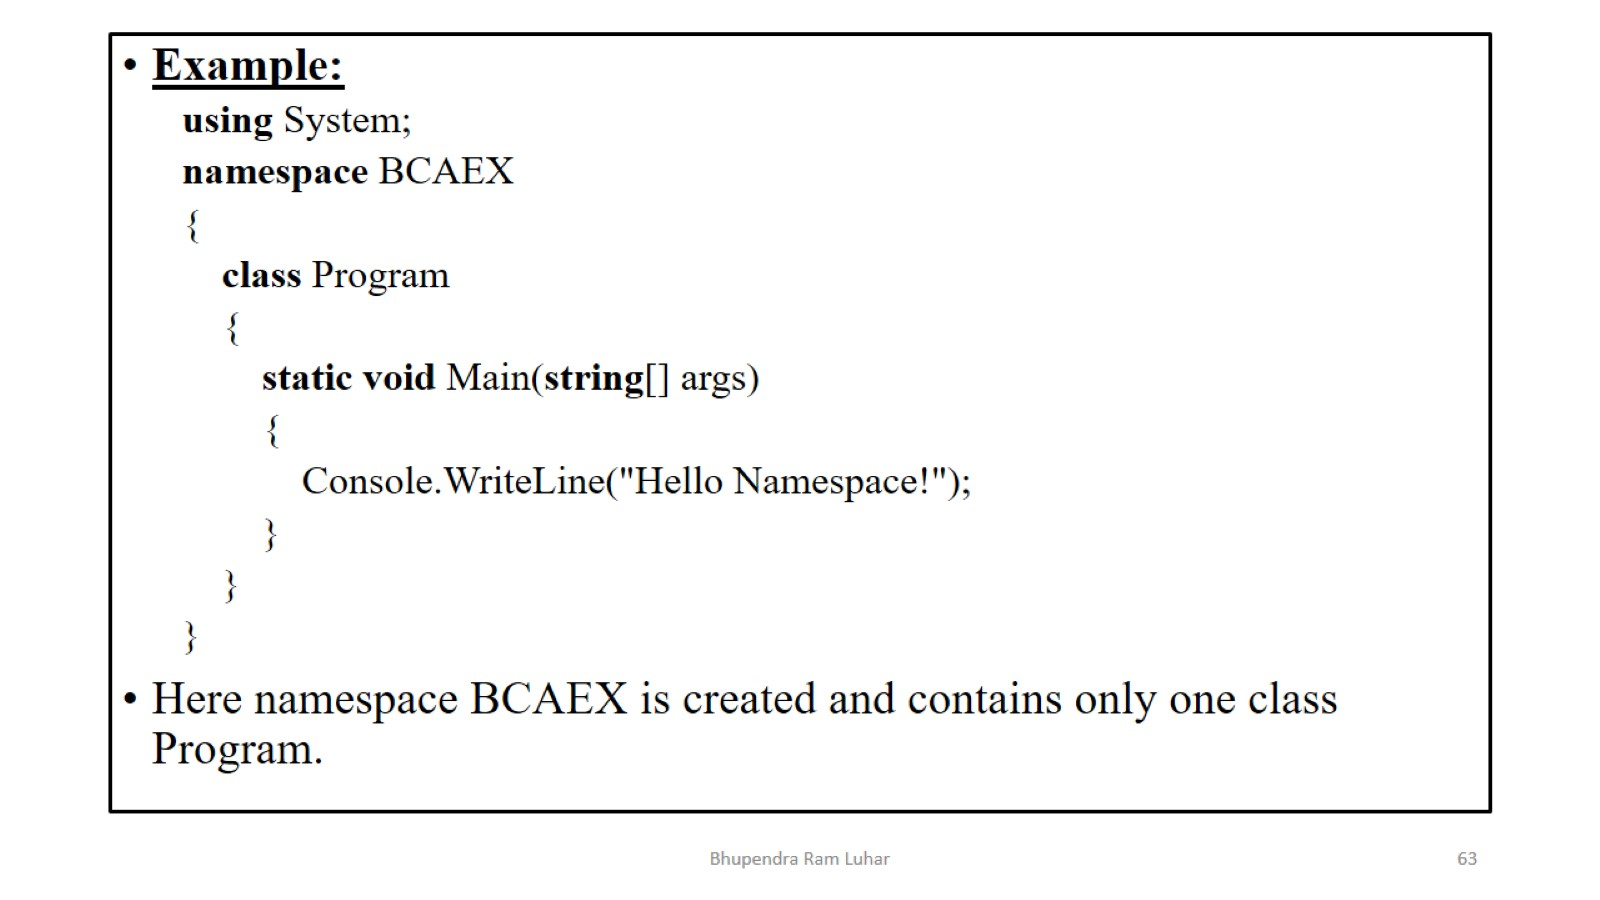 • Example:
using System;
namespace BCAEX
{
class Program
{
static void Main(string[] args)
{
Console.WriteLine("Hello Namespace!");
}
}
}
• Here namespace BCAEX is created and contains only one class
Program.
Bhupendra Ram Luhar
63